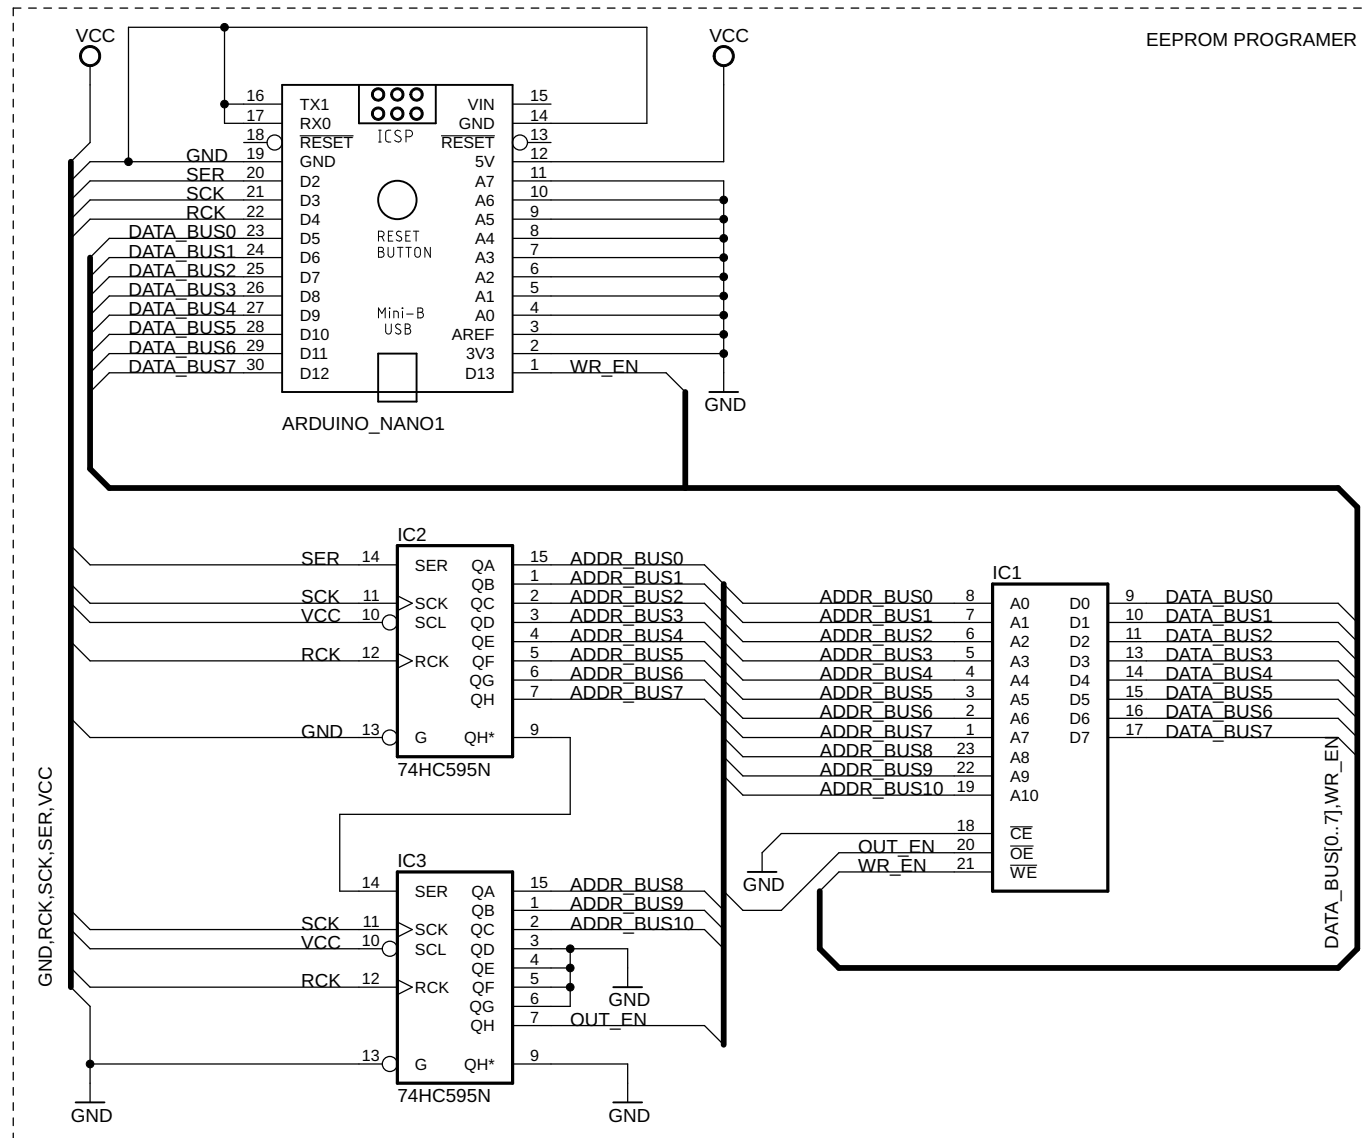 VCC
VCC
EEPROM PROGRAMER
16 TX1 VIN 15
17 RX0 GND 14
18 RESET RESET 13
GND 19 GND 5V 12
SER 20 D2 A7 11
SCK 21 D3 A6 10
RCK 22 D4 A5 9
DATA_BUS0 23 D5 A4 8
DATA_BUS1 24 D6 A3 7
DATA_BUS2 25 D7 A2 6
DATA_BUS3 26 D8 A1 5
DATA_BUS4 27 D9 A0 4
DATA_BUS5 28 D10 AREF 3
DATA_BUS6 29 D11 3V3 2
DATA_BUS7 30 D12 D13 1 WR_EN
ICSP
RESET
BUTTON
Mini-B
USB
GND
ARDUINO_NANO1
IC2
SER 14 SER QA 15 ADDR_BUS0
QB 1 ADDR_BUS1
SCK 11 SCK QC 2 ADDR_BUS2
VCC 10 SCL QD 3 ADDR_BUS3
QE 4 ADDR_BUS4
RCK 12 RCK QF 5 ADDR_BUS5
QG 6 ADDR_BUS6
QH 7 ADDR_BUS7
GND 13 G QH* 9
74HC595N
IC1
ADDR_BUS0 8 A0 D0 9 DATA_BUS0
ADDR_BUS1 7 A1 D1 10 DATA_BUS1
ADDR_BUS2 6 A2 D2 11 DATA_BUS2
ADDR_BUS3 5 A3 D3 13 DATA_BUS3
ADDR_BUS4 4 A4 D4 14 DATA_BUS4
ADDR_BUS5 3 A5 D5 15 DATA_BUS5
ADDR_BUS6 2 A6 D6 16 DATA_BUS6
ADDR_BUS7 1 A7 D7 17 DATA_BUS7
ADDR_BUS8 23 A8
ADDR_BUS9 22 A9
ADDR_BUS10 19 A10
18 CE
OUT_EN 20 OE
WR_EN 21 WE
GND
DATA_BUS[0..7],WR_EN
GND,RCK,SCK,SER,VCC
IC3
14 SER QA 15 ADDR_BUS8
QB 1 ADDR_BUS9
SCK 11 SCK QC 2 ADDR_BUS10
VCC 10 SCL QD 3
QE 4
RCK 12 RCK QF 5
QG 6
GND
QH 7 OUT_EN
13 G QH* 9
74HC595N
GND
GND